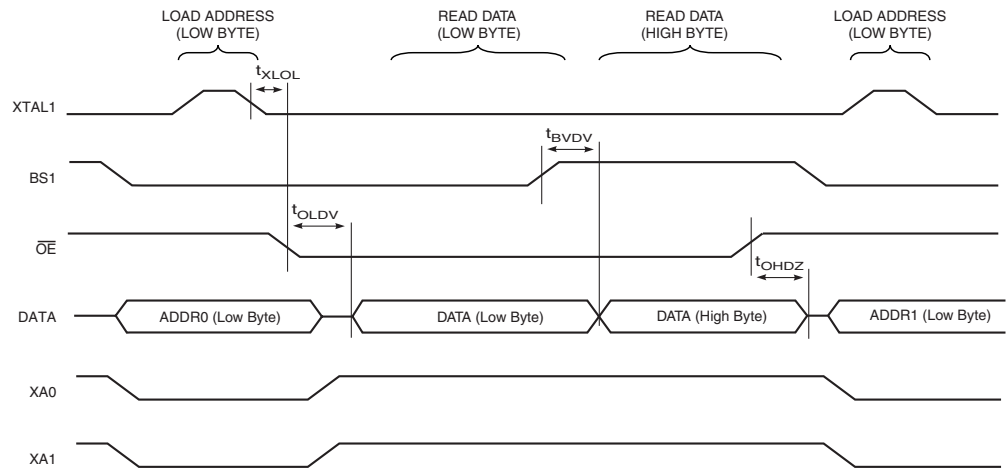 LOAD ADDRESS
(LOW BYTE)
READ DATA
(LOW BYTE)
READ DATA
(HIGH BYTE)
LOAD ADDRESS
(LOW BYTE)
tXLOL
XTAL1
tBVDV
BS1
tOLDV
OE
tOHDZ
DATA
ADDR0 (Low Byte)
DATA (Low Byte)
DATA (High Byte)
ADDR1 (Low Byte)
XA0
XA1